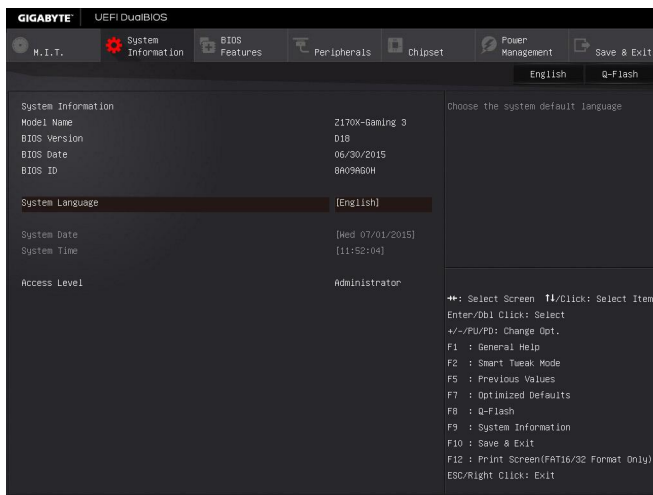 GIGABYTE™ UEFI DualBIOS
M.I.T. System Information BIOS Features Peripherals Chipset Power Management Save & Exit
English Q-Flash
System Information
Model Name Z170X-Gaming 3
BIOS Version D18
BIOS Date 06/30/2015
BIOS ID 8A09AG0H
System Language [English]
System Date [Wed 07/01/2015]
System Time [11:52:04]
Access Level Administrator
Choose the system default language
→←: Select Screen ↑↓/Click: Select Item
Enter/Dbl Click: Select
+/-/PU/PD: Change Opt.
F1 : General Help
F2 : Smart Tweak Mode
F5 : Previous Values
F7 : Optimized Defaults
F8 : Q-Flash
F9 : System Information
F10 : Save & Exit
F12 : Print Screen(FAT16/32 Format Only)
ESC/Right Click: Exit